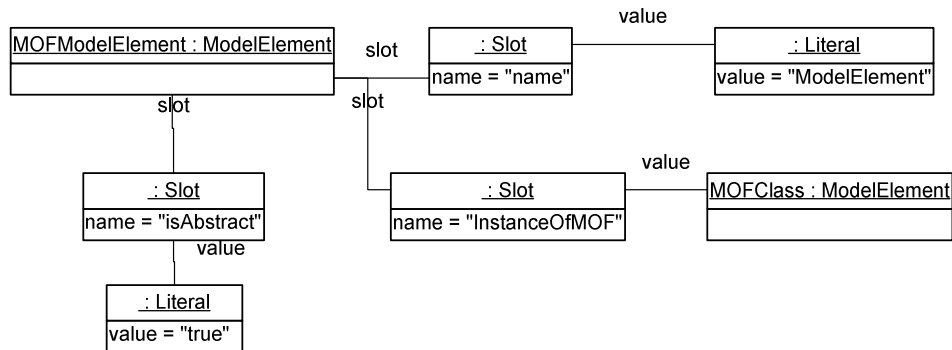 MOFModelElement : ModelElement
slot
: Slot
name = "name"
value
: Literal
value = "ModelElement"
slot
slot
: Slot
name = "isAbstract"
value
: Literal
value = "true"
: Slot
name = "InstanceOfMOF"
value
MOFClass : ModelElement